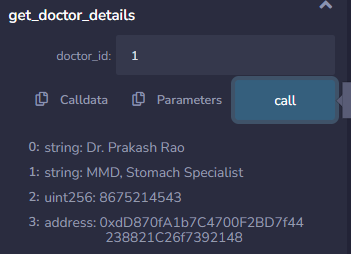 get_doctor_details
doctor_id: 1
Calldata Parameters call
0: string: Dr. Prakash Rao
1: string: MMD, Stomach Specialist
2: uint256: 8675214543
3: address: 0xdD870fA1b7C4700F2BD7f44
238821C26f7392148